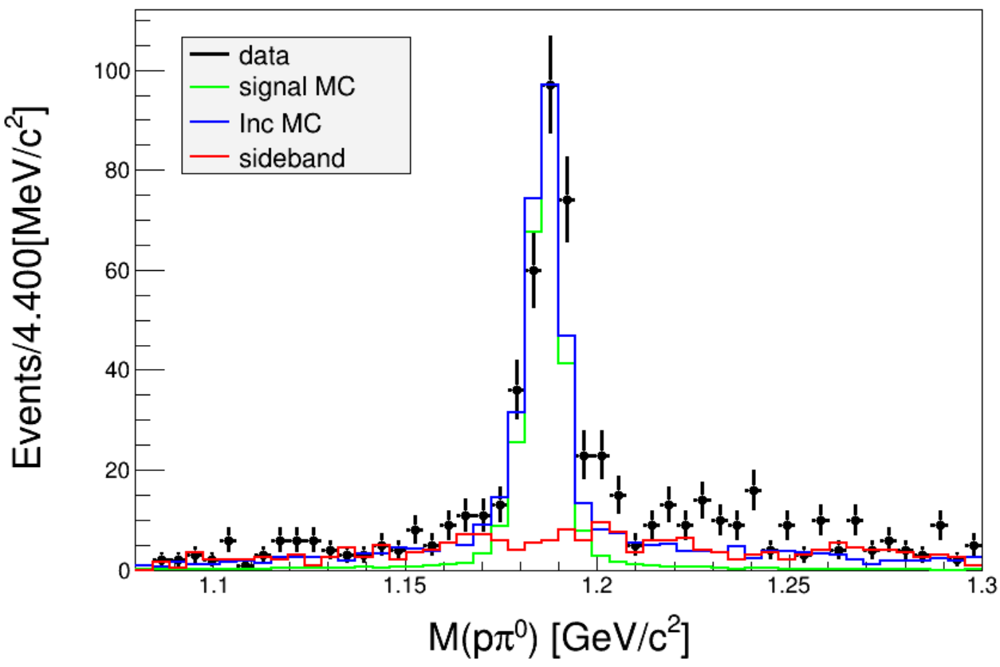 Events/4.400[MeV/c²]
100
80
60
40
20
0
data
signal MC
Inc MC
sideband
1.1 1.15 1.2 1.25 1.3
M(pπ⁰) [GeV/c²]